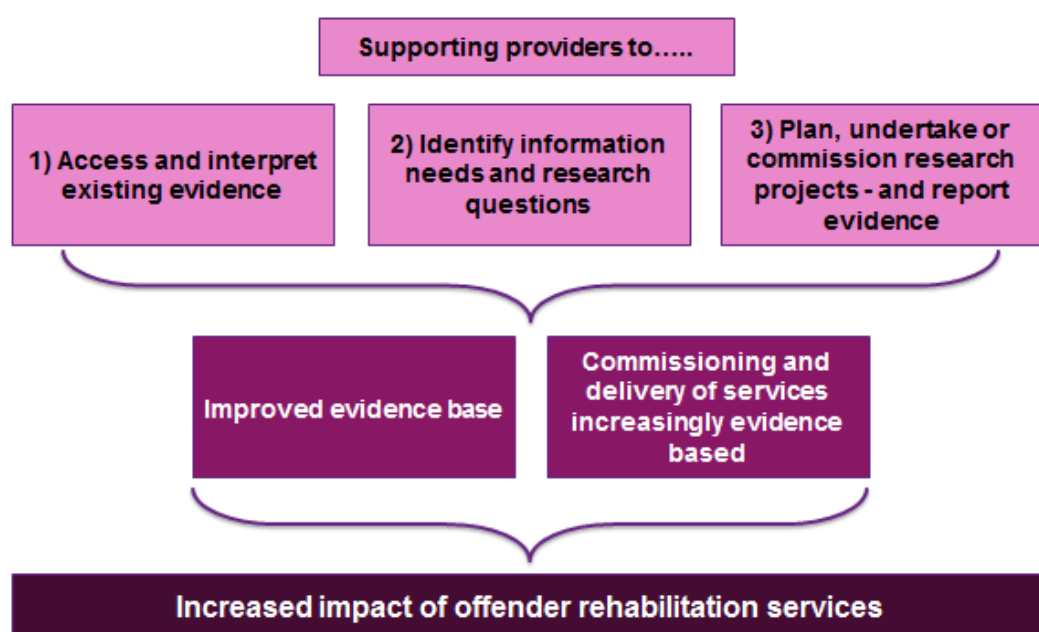 Supporting providers to.....
1) Access and interpret
existing evidence
2) Identify information
needs and research
questions
3) Plan, undertake or
commission research
projects - and report
evidence
Improved evidence base
Commissioning and
delivery of services
increasingly evidence
based
Increased impact of offender rehabilitation services